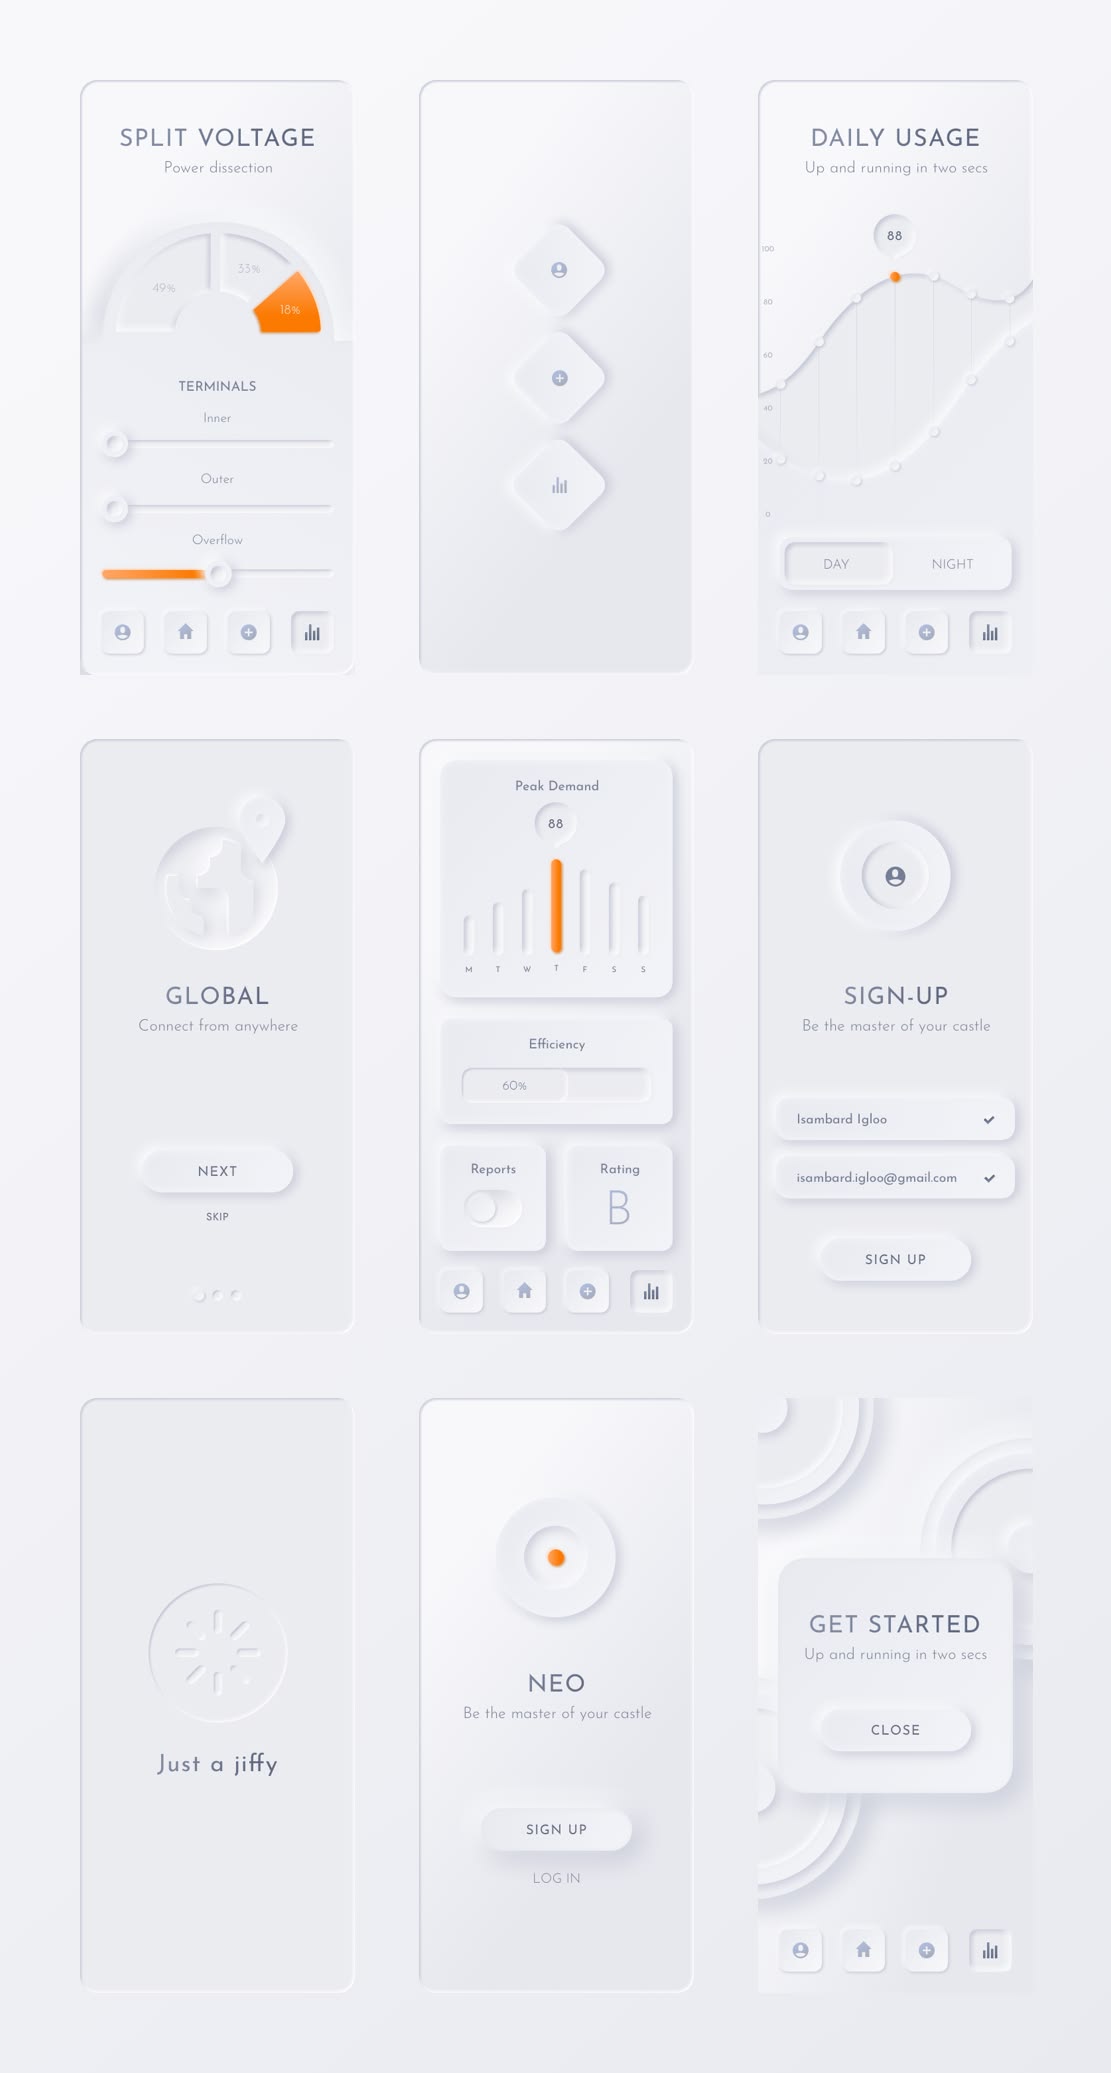 SPLIT VOLTAGE
Power dissection
49%
33%
18%
TERMINALS
Inner
Outer
Overflow
DAILY USAGE
Up and running in two secs
88
100
80
60
40
20
0
DAY
NIGHT
GLOBAL
Connect from anywhere
NEXT
SKIP
Peak Demand
88
M T W T F S S
Efficiency
60%
Reports
Rating
B
SIGN-UP
Be the master of your castle
Isambard Igloo
isambard.igloo@gmail.com
SIGN UP
Just a jiffy
NEO
Be the master of your castle
SIGN UP
LOG IN
GET STARTED
Up and running in two secs
CLOSE